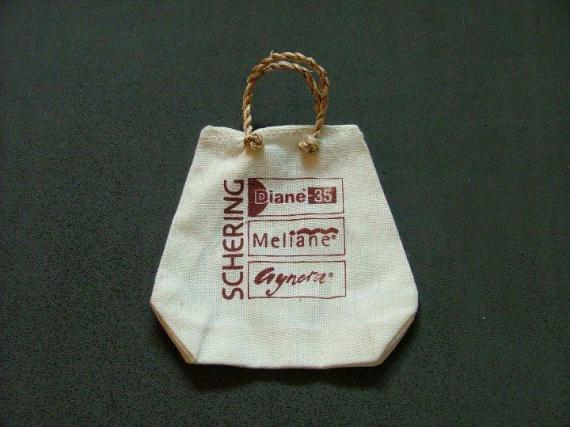 SCHERING
Diane-35
Meliane®
Gynera®